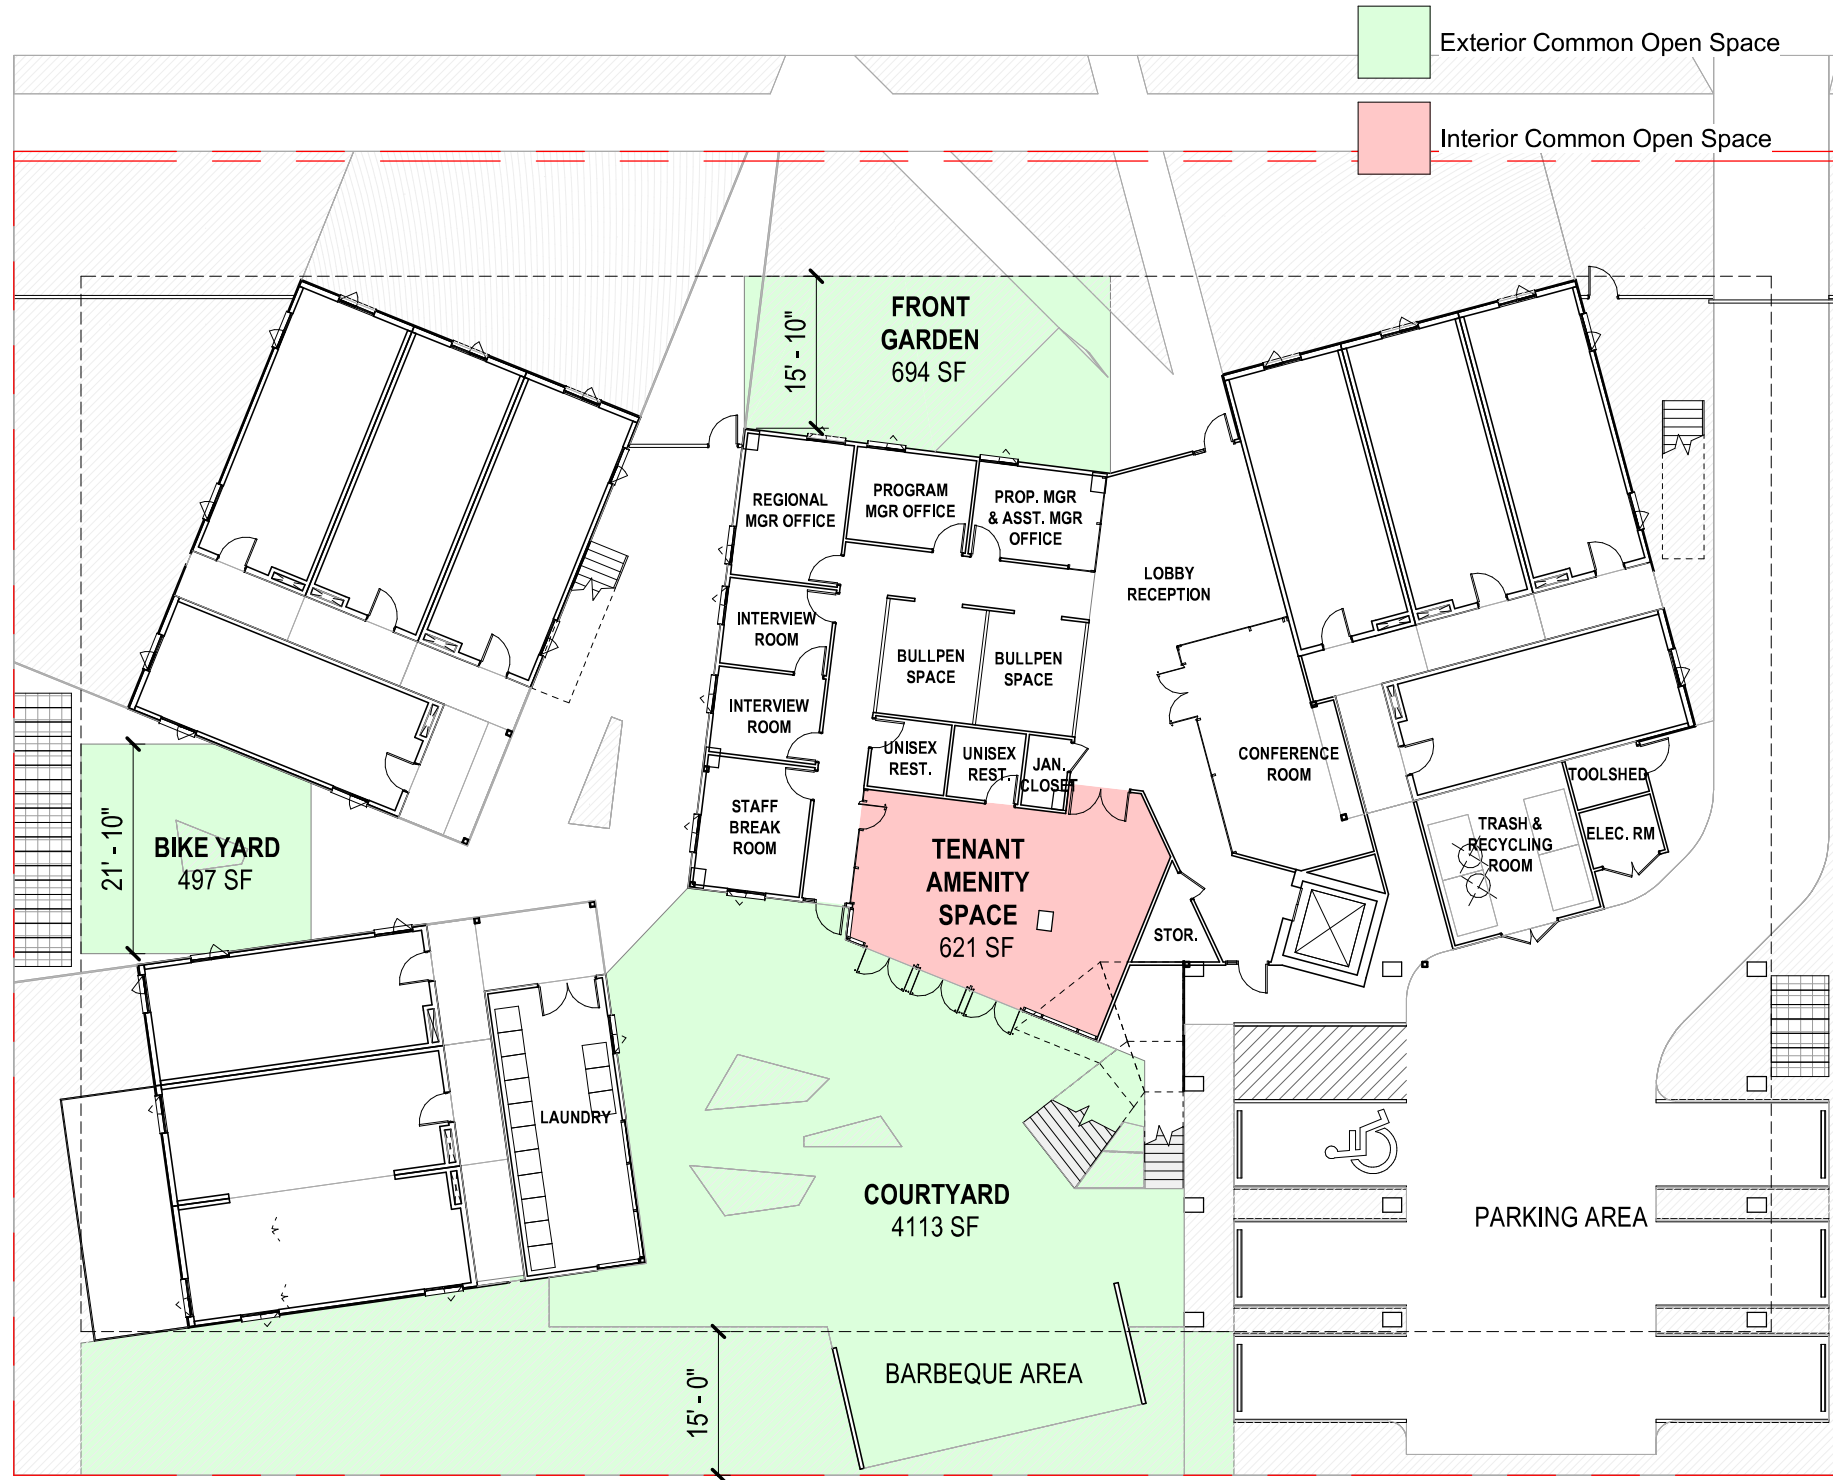 Exterior Common Open Space
Interior Common Open Space
FRONT
GARDEN
694 SF
15' - 10"
REGIONAL
MGR OFFICE
PROGRAM
MGR OFFICE
PROP. MGR
& ASST. MGR
OFFICE
LOBBY
RECEPTION
INTERVIEW
ROOM
BULLPEN
SPACE
BULLPEN
SPACE
INTERVIEW
ROOM
UNISEX
REST.
UNISEX
REST.
JAN.
CLOSET
CONFERENCE
ROOM
TOOLSHED
STAFF
BREAK
ROOM
TRASH &
RECYCLING
ROOM
ELEC. RM
BIKE YARD
497 SF
21' - 10"
TENANT
AMENITY
SPACE
621 SF
STOR.
LAUNDRY
COURTYARD
4113 SF
PARKING AREA
BARBEQUE AREA
15' - 0"